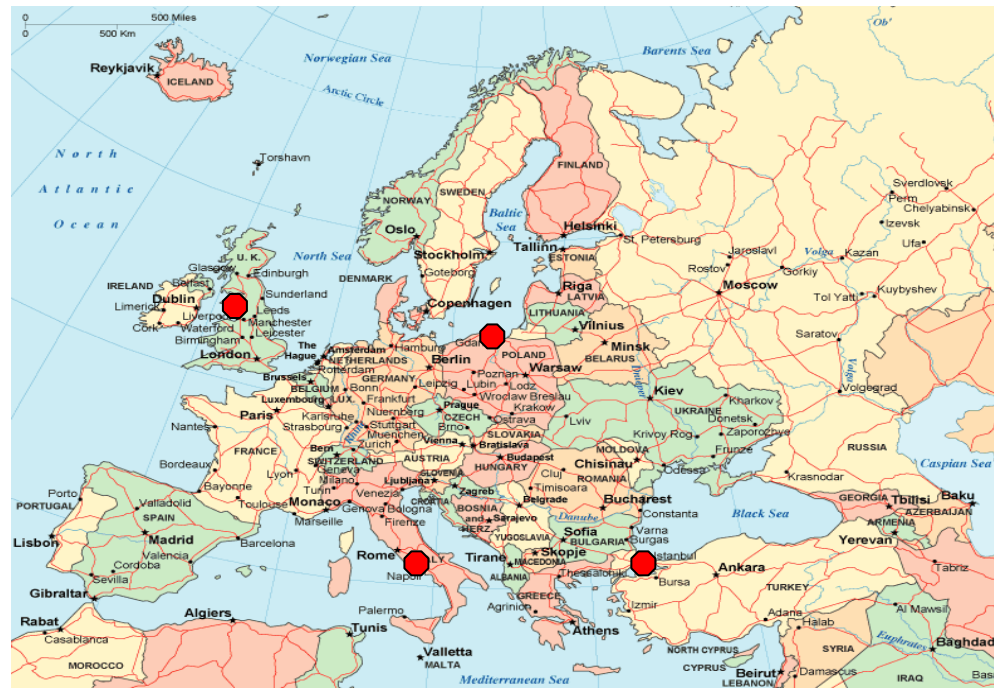 0 500 Miles
0 500 Km
Norwegian Sea
Barents Sea
Ob'
Reykjavik
ICELAND
Arctic Circle
North
Atlantic
Ocean
Torshavn
FINLAND
Sverdlovsk
Perm
Chelyabinsk
Izevsk
Ufa
NORWAY
SWEDEN
Baltic
Sea
Helsinki
Oslo
Tallinn
St. Petersburg
Jaroslavl
Volga
Kazan
North Sea
Stockholm
ESTONIA
Rostov
Gorkiy
U. K.
Glasgow
Edinburgh
DENMARK
Goteborg
Moscow
Kuybyshev
Tol Yatt
IRELAND
Belfast
Sunderland
Riga
LATVIA
Dublin
Limerick
Liverpool
Leeds
Manchester
Copenhagen
LITHUANIA
Saratov
Cork
Waterford
Leicester
Birmingham
Vilnius
Minsk
BELARUS
London
The
Hague
Amsterdam
NETHERLANDS
Rotterdam
Hamburg
Berlin
POLAND
Warsaw
Dnieper
Volga
Brussels
BELGIUM
GERMANY
Bonn
Leipzig
Poznan
Lubin
Lodz
Wroclaw Breslau
Kiev
Kharkov
Volgograd
Luxembourg
LUX.
Frankfurt
Prague
Krakow
UKRAINE
Donetsk
Paris
Karlsruhe
Nuernberg
CZECH
Ostrava
Lviv
Zaporozhye
Nantes
Strasbourg
Rhine
Stuttgart
Muenchen
Brno
SLOVAKIA
Krivoy Rog
Frunze
RUSSIA
FRANCE
Bern
Zurich
Vienna
Bratislava
MOLDOVA
SWITZERLAND
AUSTRIA
Budapest
Chisinau
Odessa
Caspian Sea
Bordeaux
Lyon
Geneva
Milano
SLOVENIA
HUNGARY
Cluj
ROMANIA
Krasnodar
Bayonne
Turin
Ljubljana
Venezia
Zagreb
Timisoara
Porto
PORTUGAL
Valladolid
Toulouse
Monaco
Genova
Bologna
CROATIA
BOSNIA
and
HERZ.
Belgrade
Bucharest
Constanta
GEORGIA
Tbilisi
Baku
SPAIN
Marseille
Firenze
Sarajevo
Danube
Black Sea
ARMENIA
AZERBAIJAN
Madrid
Barcelona
YUGOSLAVIA
Sofia
BULGARIA
Varna
Burgas
Yerevan
Lisbon
Valencia
Rome
Tirane
Skopje
MACEDONIA
Istanbul
Cordoba
Napoli
ALBANIA
Thessaloniki
Bursa
Ankara
Tabriz
Sevilla
TURKEY
Gibraltar
GREECE
Agrinion
Izmir
Adana
Al Mawsil
Rabat
Algiers
Palermo
Athens
Halab
Casablanca
Tunis
Euphrates
Baghdad
MOROCCO
Valletta
MALTA
NORTH CYPRUS
CYPRUS
SYRIA
Beirut
Damascus
Mediterranean Sea
LEBANON
IRAQ